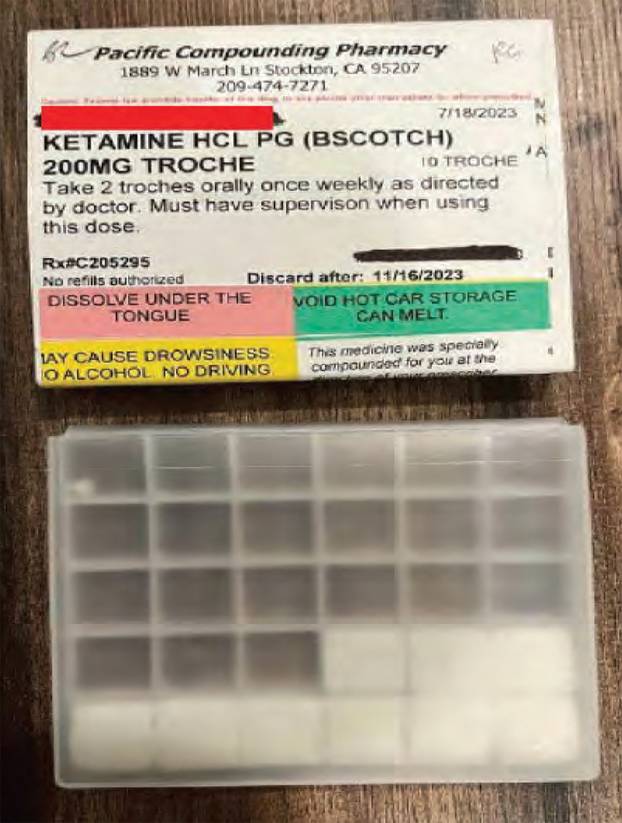 Pacific Compounding Pharmacy
1889 W March Ln Stockton, CA 95207
209-474-7271
RG
7/18/2023
KETAMINE HCL PG (BSCOTCH)
200MG TROCHE
10 TROCHE
Take 2 troches orally once weekly as directed
by doctor. Must have supervison when using
this dose.
Rx#C205295
No refills authorized
Discard after: 11/16/2023
DISSOLVE UNDER THE
TONGUE
VOID HOT CAR STORAGE
CAN MELT.
AY CAUSE DROWSINESS
O ALCOHOL. NO DRIVING.
This medicine was specially
compounded for you at the